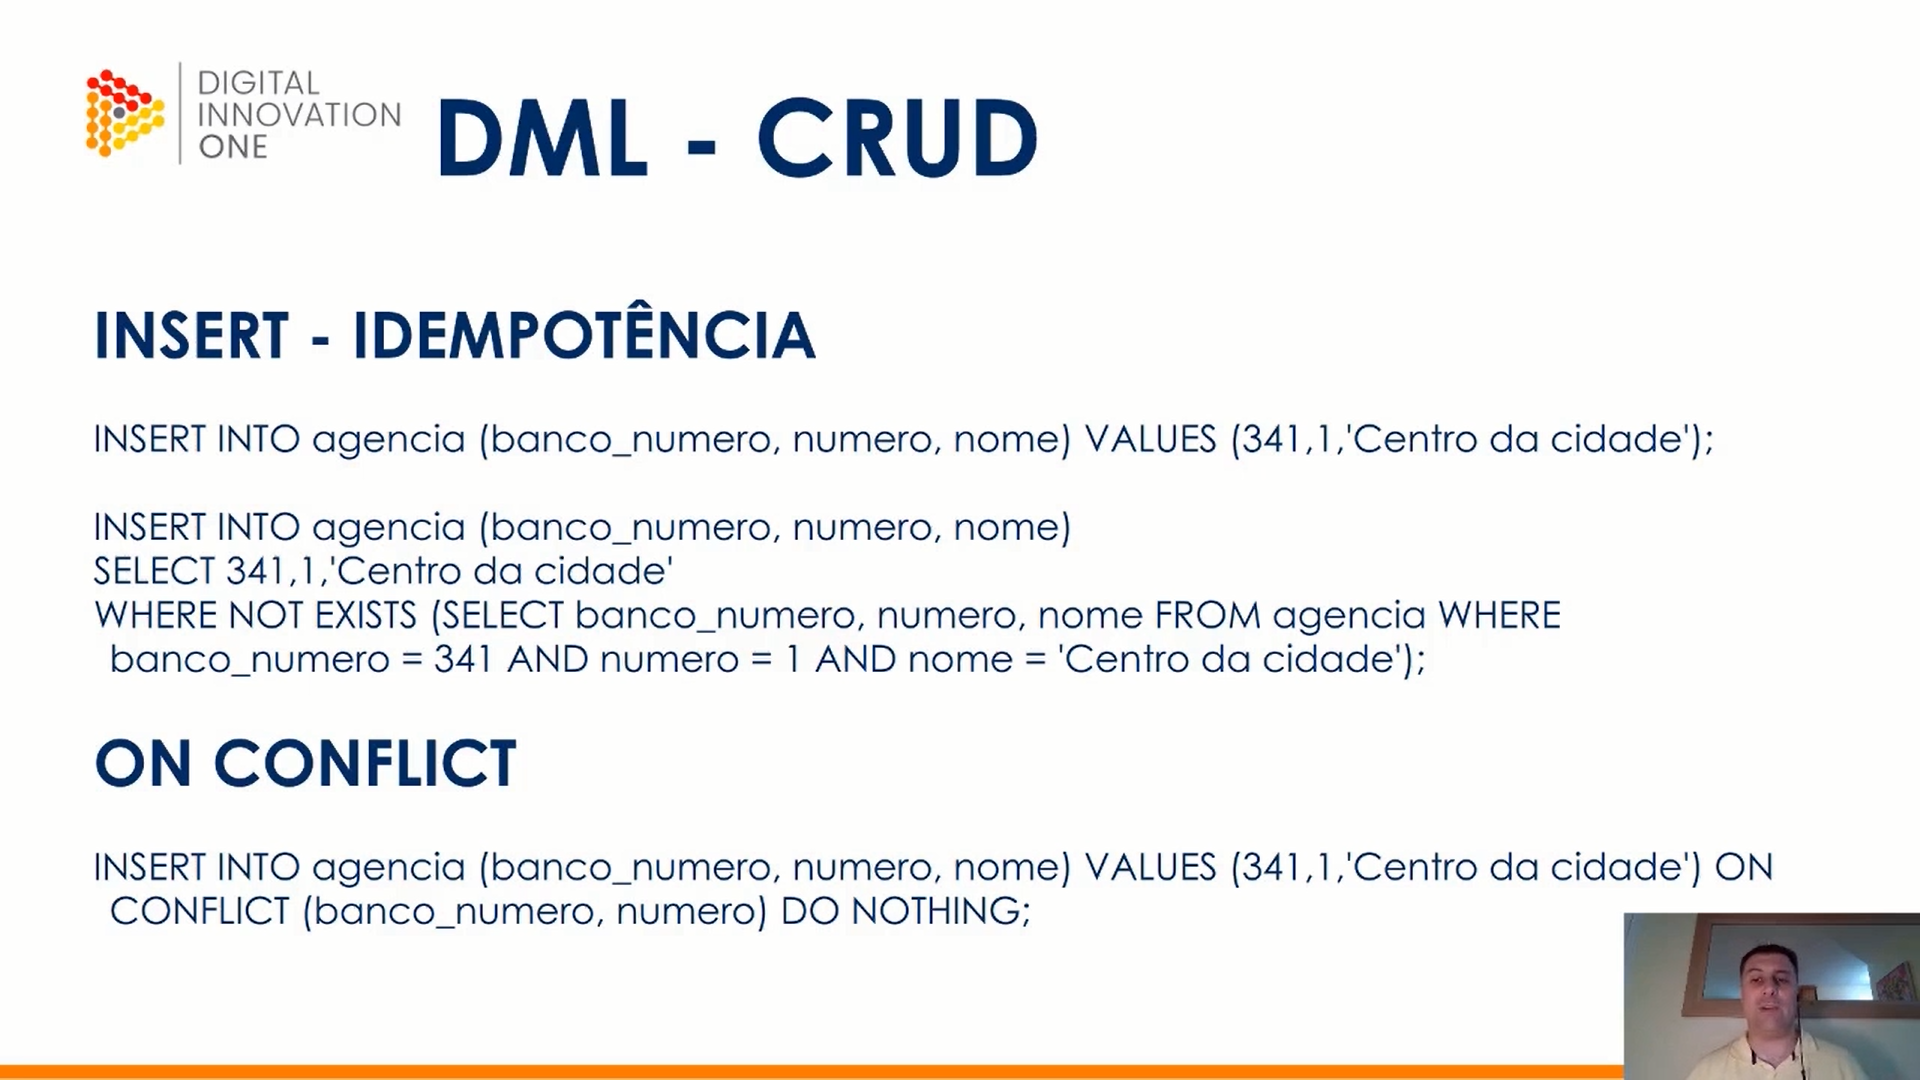 DIGITAL
INNOVATION
ONE
DML - CRUD
INSERT - IDEMPOTÊNCIA
INSERT INTO agencia (banco_numero, numero, nome) VALUES (341,1,'Centro da cidade');
INSERT INTO agencia (banco_numero, numero, nome)
SELECT 341,1,'Centro da cidade'
WHERE NOT EXISTS (SELECT banco_numero, numero, nome FROM agencia WHERE
banco_numero = 341 AND numero = 1 AND nome = 'Centro da cidade');
ON CONFLICT
INSERT INTO agencia (banco_numero, numero, nome) VALUES (341,1,'Centro da cidade') ON
CONFLICT (banco_numero, numero) DO NOTHING;